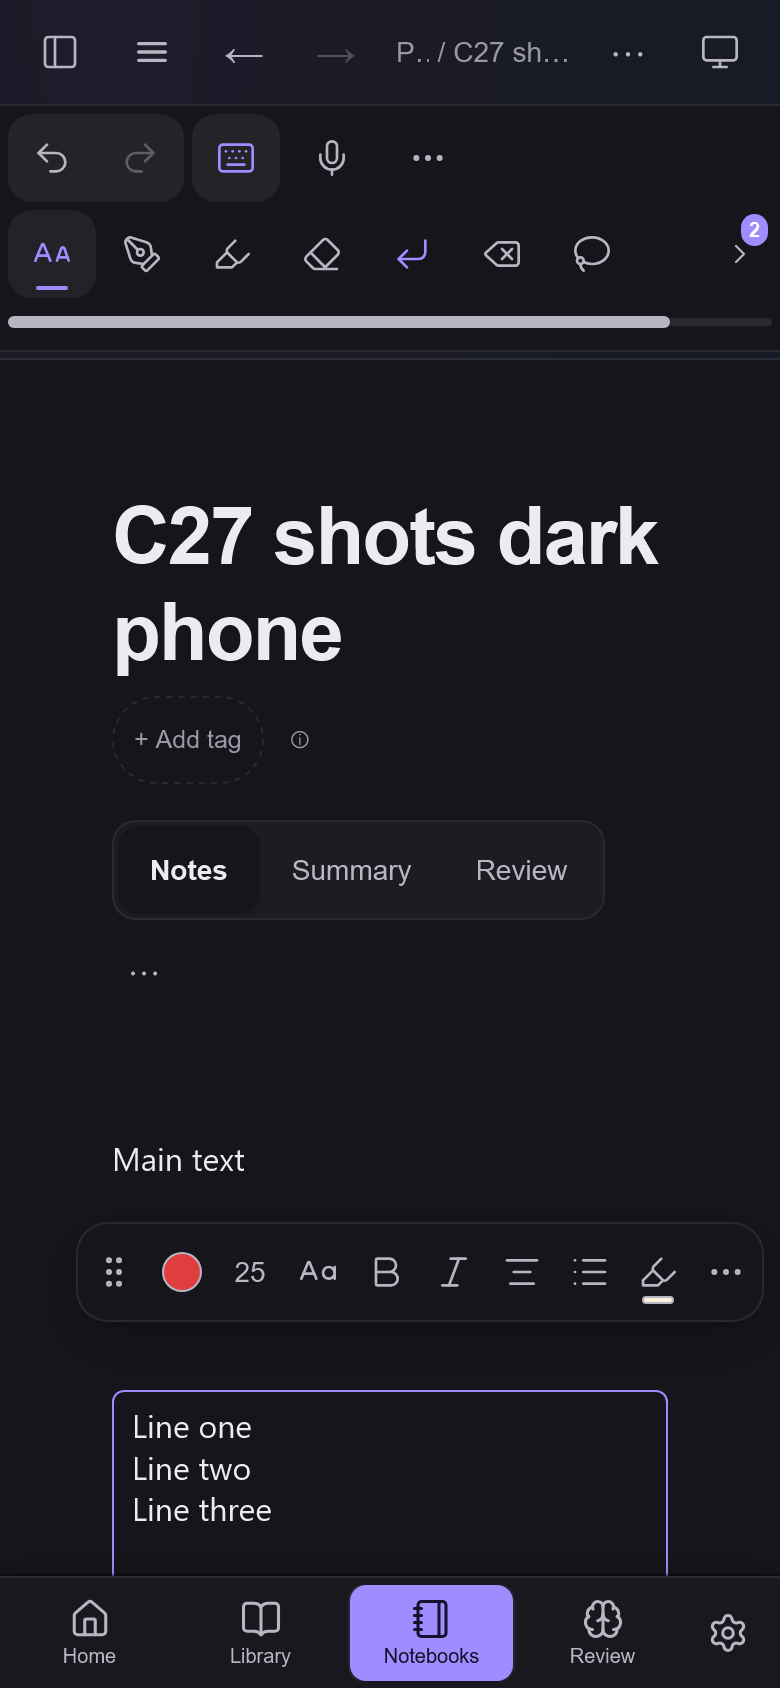 P... / C27 sh...
2
C27 shots dark
phone
+ Add tag
Notes Summary Review
Main text
25 Aa B I
Line one
Line two
Line three
Home Library Notebooks Review